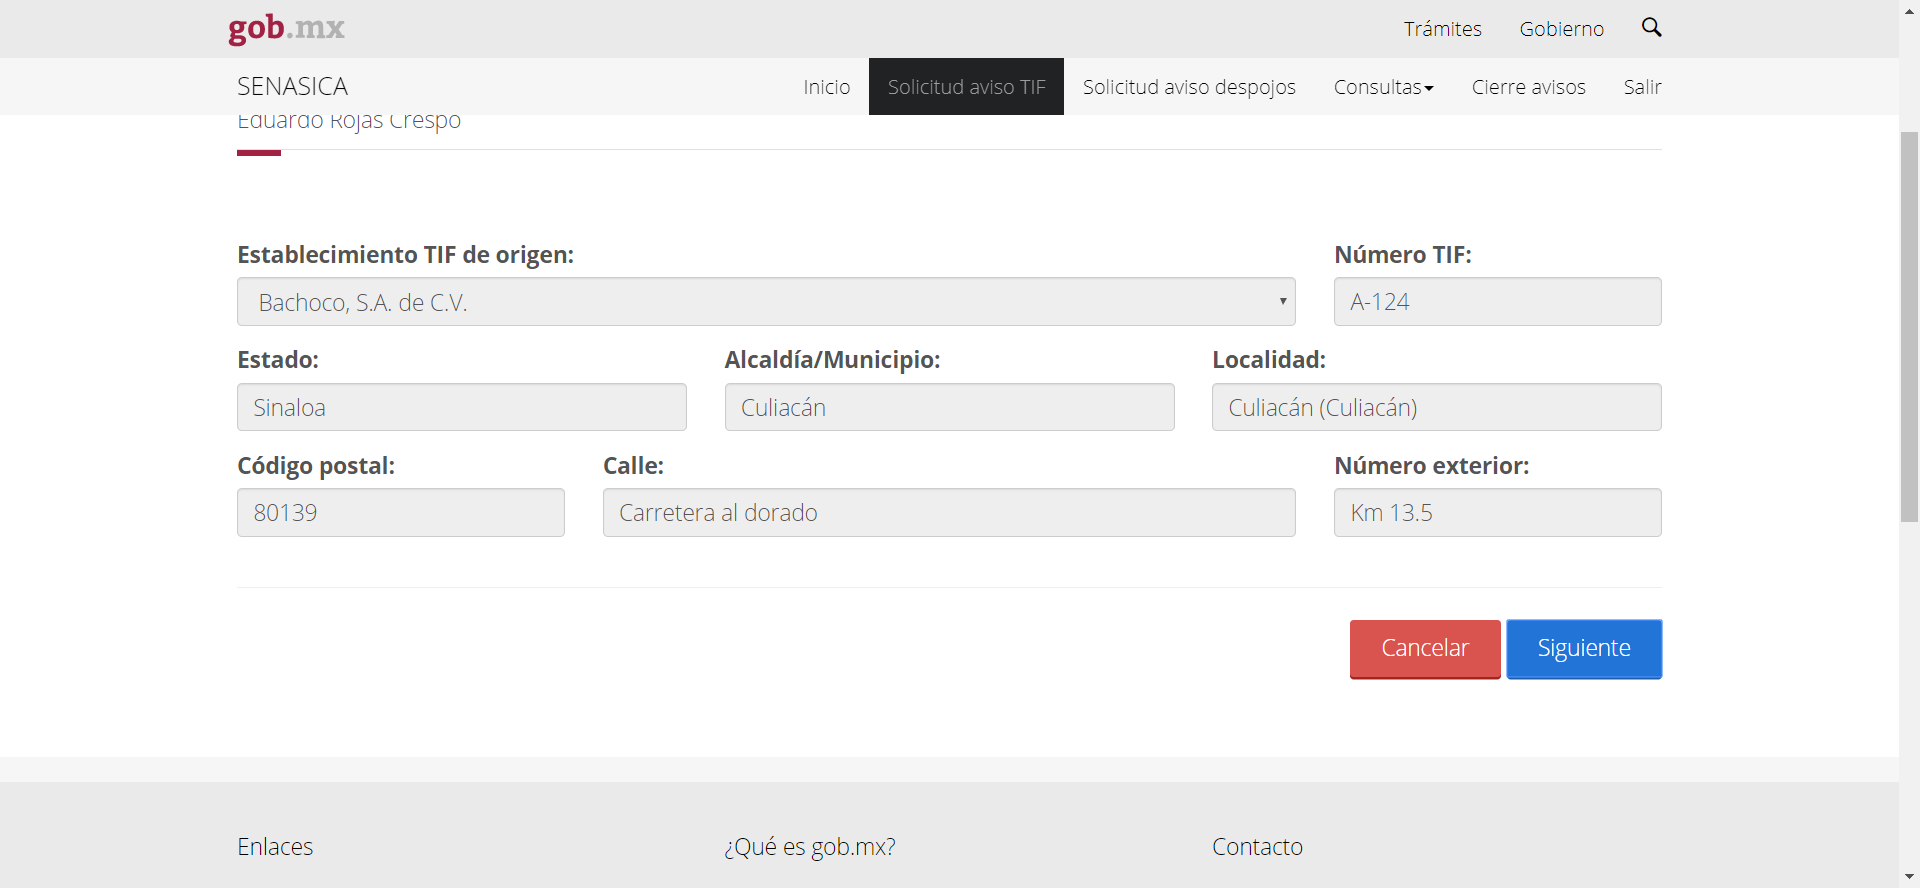 gob.mx
Trámites Gobierno
SENASICA
Inicio Solicitud aviso TIF Solicitud aviso despojos Consultas Cierre avisos Salir
Eduardo Rojas Crespo
Establecimiento TIF de origen: Número TIF:
Bachoco, S.A. de C.V. A-124
Estado: Alcaldía/Municipio: Localidad:
Sinaloa Culiacán Culiacán (Culiacán)
Código postal: Calle: Número exterior:
80139 Carretera al dorado Km 13.5
Cancelar Siguiente
Enlaces ¿Qué es gob.mx? Contacto